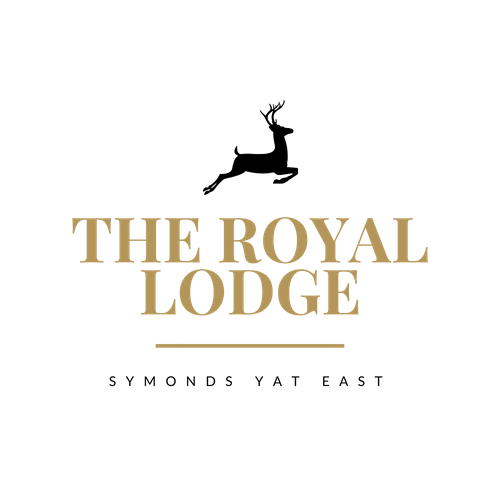 THE ROYAL
LODGE
SYMONDS YAT EAST